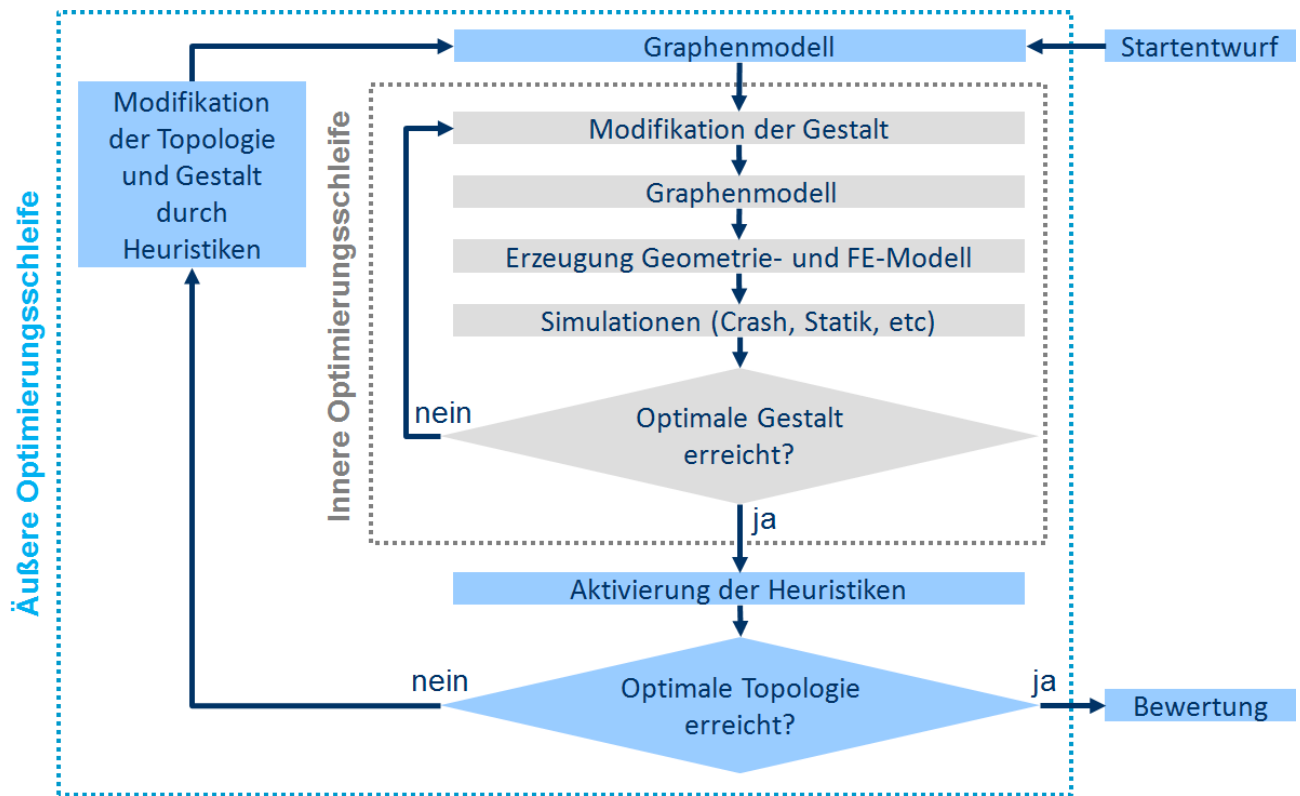 Graphenmodell
Startentwurf
Modifikation
der Topologie
und Gestalt
durch
Heuristiken
Äußere Optimierungsschleife
Innere Optimierungsschleife
Modifikation der Gestalt
Graphenmodell
Erzeugung Geometrie- und FE-Modell
Simulationen (Crash, Statik, etc)
nein
Optimale Gestalt
erreicht?
ja
Aktivierung der Heuristiken
nein
Optimale Topologie
erreicht?
ja
Bewertung